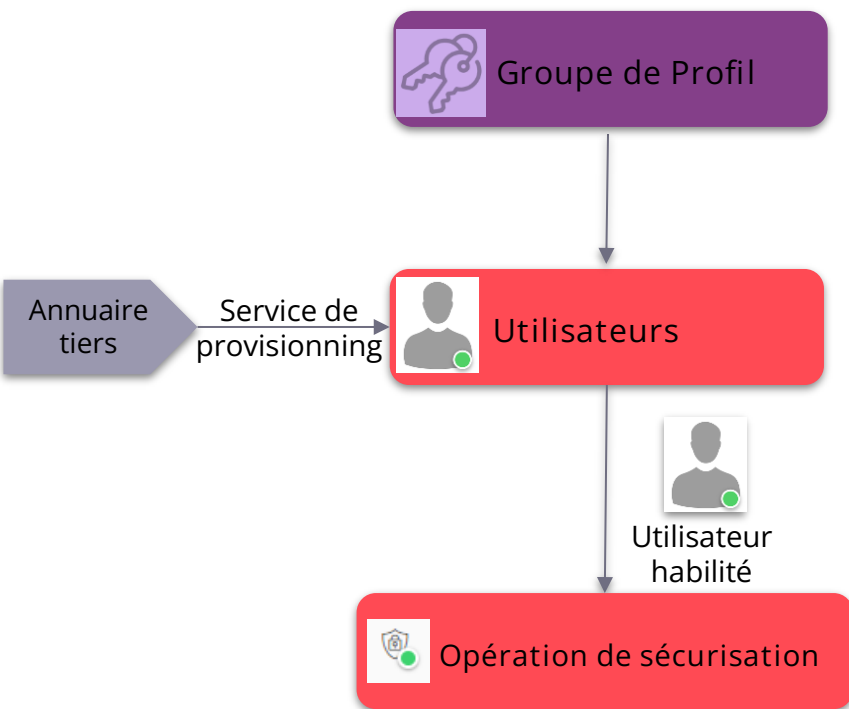 Groupe de Profil
Annuaire
tiers
Service de
provisionning
Utilisateurs
Utilisateur
habilité
Opération de sécurisation